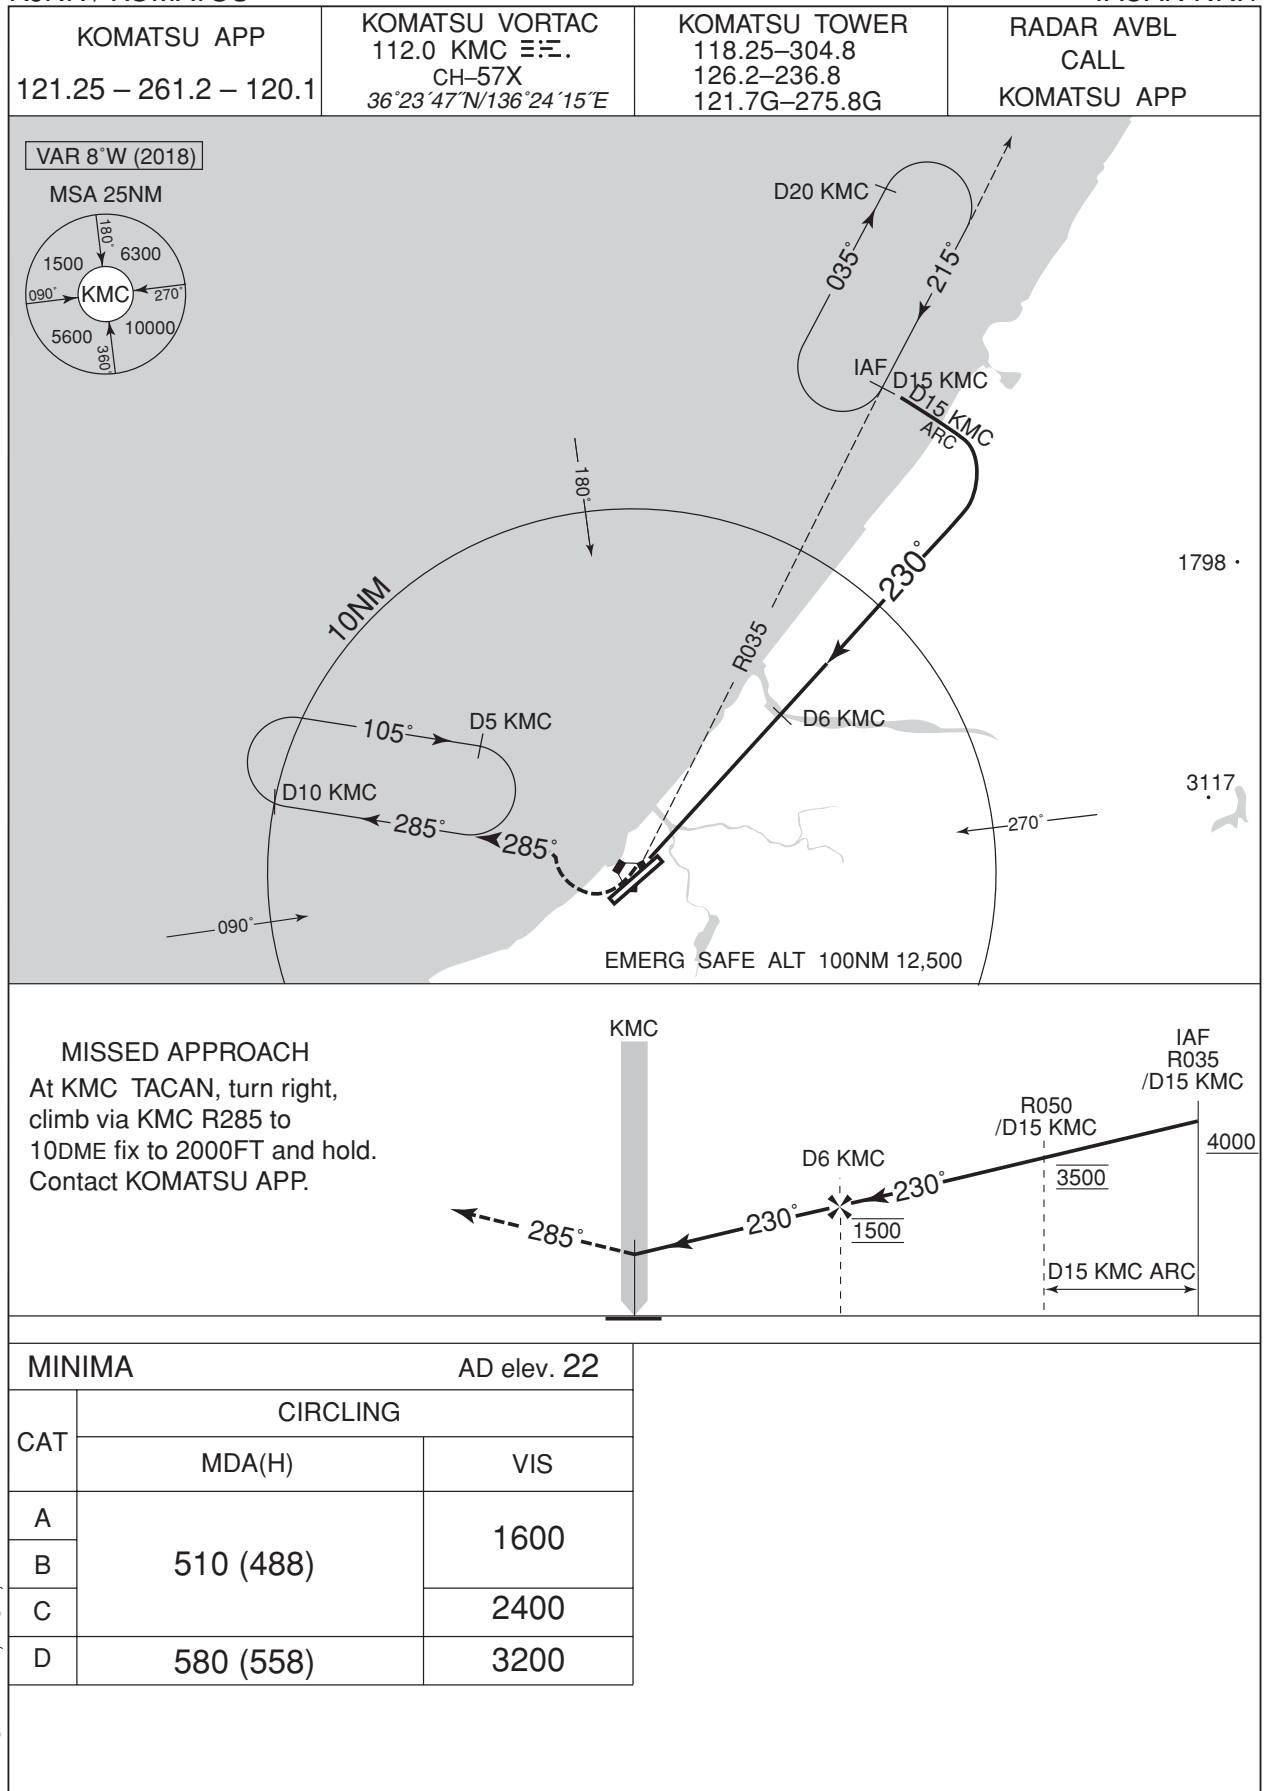 KOMATSU APP
121.25 – 261.2 – 120.1
KOMATSU VORTAC
112.0 KMC
CH–57X
36°23´47˝N/136°24´15˝E
KOMATSU TOWER
118.25–304.8
126.2–236.8
121.7G–275.8G
RADAR AVBL
CALL
KOMATSU APP
VAR 8°W (2018)
MSA 25NM
180°
1500
6300
090°
KMC
270°
5600
10000
360°
D20 KMC
035°
215°
IAF
D15 KMC
D15 KMC
ARC
180°
10NM
230°
1798
R035
105°
D5 KMC
D6 KMC
D10 KMC
285°
285°
3117
270°
090°
EMERG SAFE ALT 100NM 12,500
MISSED APPROACH
At KMC TACAN, turn right,
climb via KMC R285 to
10DME fix to 2000FT and hold.
Contact KOMATSU APP.
KMC
IAF
R035
/D15 KMC
R050
/D15 KMC
4000
D6 KMC
3500
230°
230°
1500
285°
D15 KMC ARC
MINIMA
AD elev. 22
CAT
CIRCLING
MDA(H)
VIS
A
1600
B
510 (488)
C
2400
D
580 (558)
3200